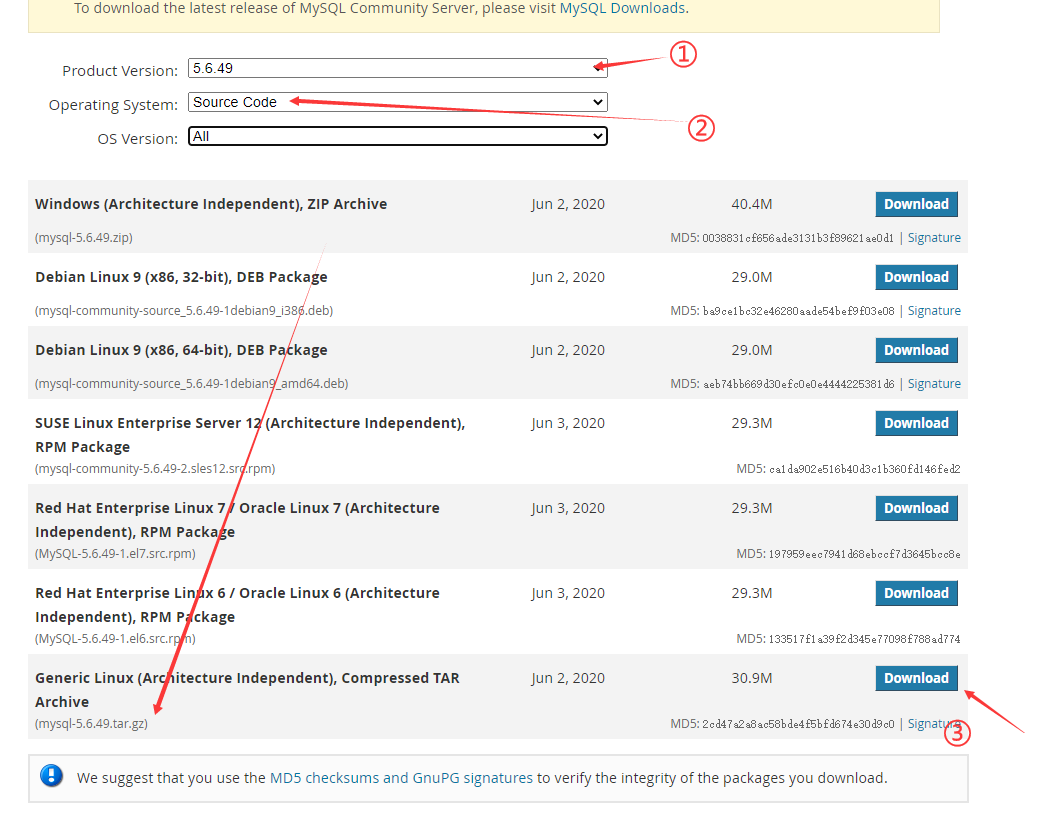 To download the latest release of MySQL Community Server, please visit MySQL Downloads.
①
Product Version: 5.6.49
Operating System: Source Code
②
OS Version: All
Windows (Architecture Independent), ZIP Archive Jun 2, 2020 40.4M Download
(mysql-5.6.49.zip) MD5: 0038831cf656ade3131b3f89621ae0d1 | Signature
Debian Linux 9 (x86, 32-bit), DEB Package Jun 2, 2020 29.0M Download
(mysql-community-source_5.6.49-1debian9_i386.deb) MD5: ba9ce1bc32e46280aade54bef9f03e08 | Signature
Debian Linux 9 (x86, 64-bit), DEB Package Jun 2, 2020 29.0M Download
(mysql-community-source_5.6.49-1debian9_amd64.deb) MD5: aeb74bb669d30efc0e0e4444225381d6 | Signature
SUSE Linux Enterprise Server 12 (Architecture Independent), Jun 3, 2020 29.3M Download
RPM Package
(mysql-community-5.6.49-2.sles12.src.rpm) MD5: ca1da902e516b40d3c1b360fd146fed2
Red Hat Enterprise Linux 7 / Oracle Linux 7 (Architecture Jun 3, 2020 29.3M Download
Independent), RPM Package
(MySQL-5.6.49-1.el7.src.rpm) MD5: 197959eec7941d68ebccf7d3645bcc8e
Red Hat Enterprise Linux 6 / Oracle Linux 6 (Architecture Jun 3, 2020 29.3M Download
Independent), RPM Package
(MySQL-5.6.49-1.el6.src.rpm) MD5: 133517f1a39f2d345e77098f788ad774
Generic Linux (Architecture Independent), Compressed TAR Jun 2, 2020 30.9M Download
Archive
(mysql-5.6.49.tar.gz) MD5: 2cd47a2a8ac58bde4f5bfd674e30d9c0 | Signature
③
We suggest that you use the MD5 checksums and GnuPG signatures to verify the integrity of the packages you download.